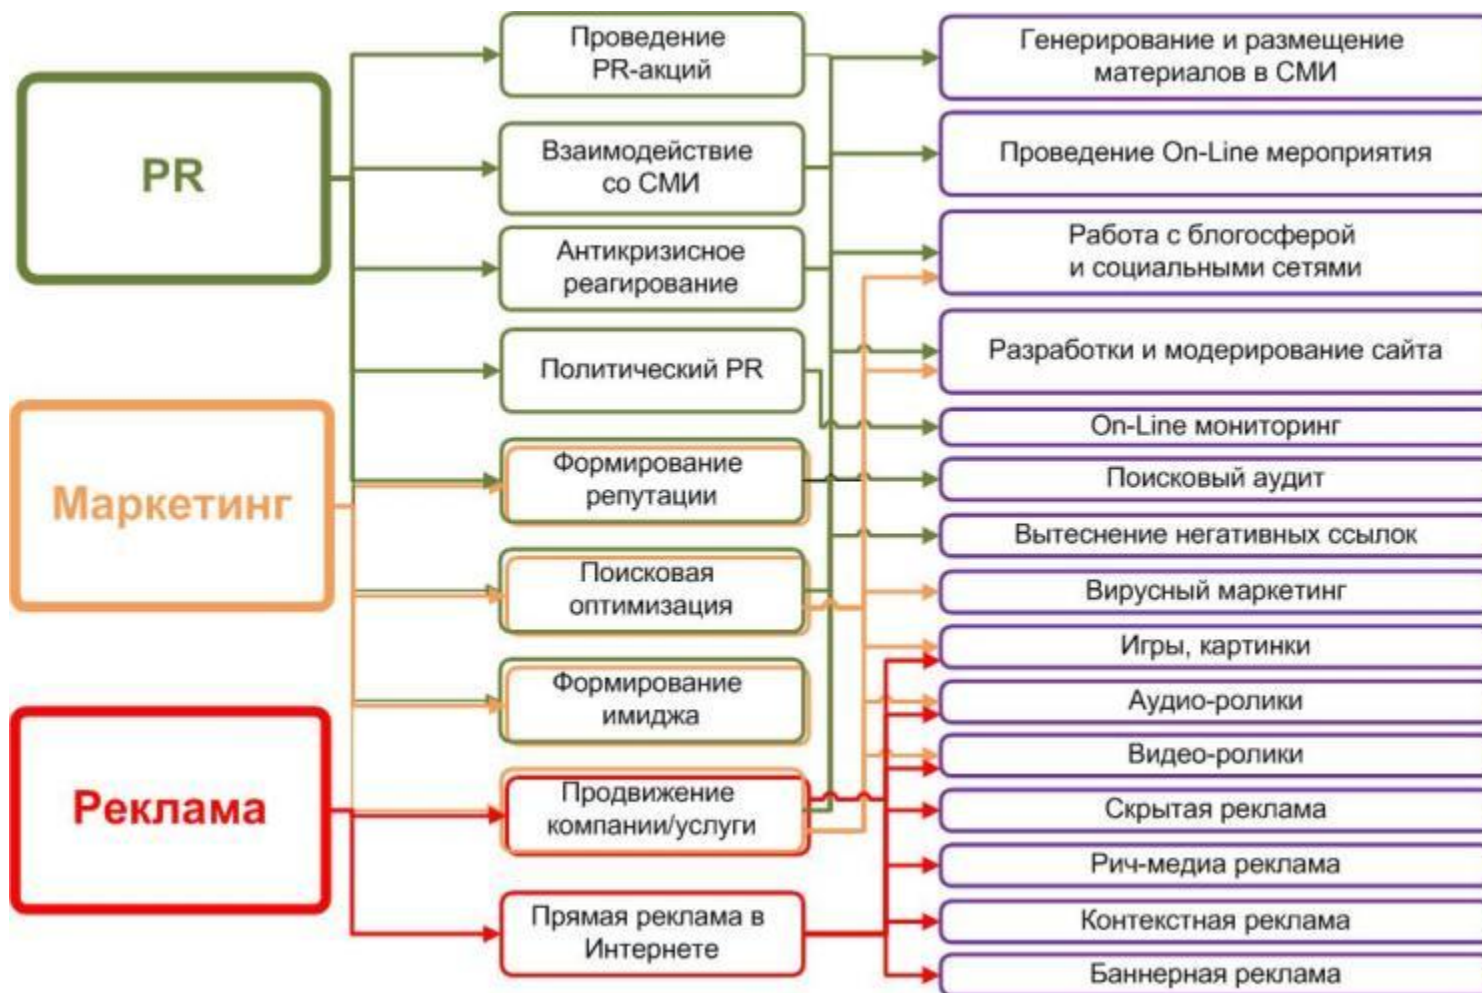 PR
Маркетинг
Реклама
Проведение
PR-акций
Взаимодействие
со СМИ
Антикризисное
реагирование
Политический PR
Формирование
репутации
Поисковая
оптимизация
Формирование
имиджа
Продвижение
компании/услуги
Прямая реклама в
Интернете
Генерирование и размещение
материалов в СМИ
Проведение On-Line мероприятия
Работа с блогосферой
и социальными сетями
Разработки и модерирование сайта
On-Line мониторинг
Поисковый аудит
Вытеснение негативных ссылок
Вирусный маркетинг
Игры, картинки
Аудио-ролики
Видео-ролики
Скрытая реклама
Рич-медиа реклама
Контекстная реклама
Баннерная реклама